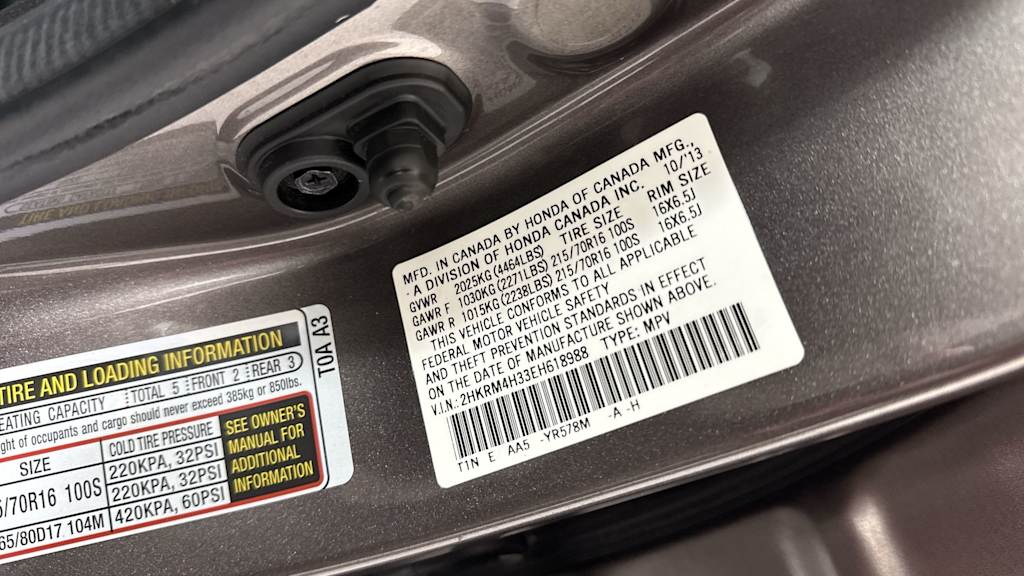 MFD. IN CANADA BY HONDA OF CANADA MFG.,
A DIVISION OF HONDA CANADA INC. 10/13
GVWR 2025KG(4464LBS) TIRE SIZE RIM SIZE
GAWR F 1030KG(2271LBS) 215/70R16 100S 16X6.5J
GAWR R 1015KG(2238LBS) 215/70R16 100S 16X6.5J
THIS VEHICLE CONFORMS TO ALL APPLICABLE
FEDERAL MOTOR VEHICLE SAFETY
AND THEFT PREVENTION STANDARDS IN EFFECT
ON THE DATE OF MANUFACTURE SHOWN ABOVE.
V.I.N.:2HKRM4H33EH618988 TYPE: MPV
T1N E AA5 -YR578M -A -H
TIRE AND LOADING INFORMATION
EATING CAPACITY TOTAL 5 FRONT 2 REAR 3
ght of occupants and cargo should never exceed 385kg or 850lbs.
SIZE COLD TIRE PRESSURE
5/70R16 100S 220KPA, 32PSI
220KPA, 32PSI
65/80D17 104M 420KPA, 60PSI
SEE OWNER'S
MANUAL FOR
ADDITIONAL
INFORMATION
T0A A3